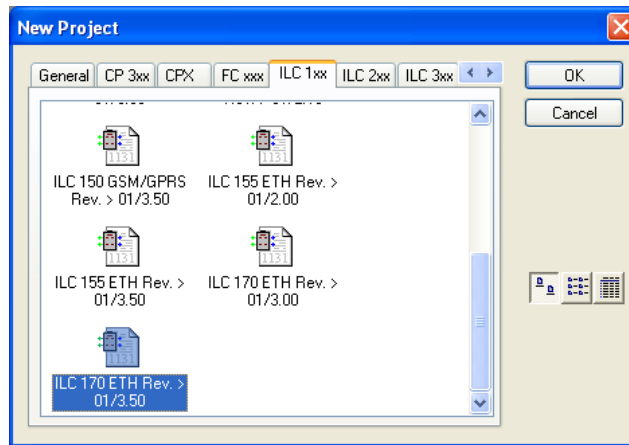 New Project
General CP 3xx CPX FC xxx ILC 1xx ILC 2xx ILC 3xx
OK
Cancel
ILC 150 GSM/GPRS
Rev. > 01/3.50
ILC 155 ETH Rev. >
01/2.00
ILC 155 ETH Rev. >
01/3.50
ILC 170 ETH Rev. >
01/3.00
ILC 170 ETH Rev. >
01/3.50